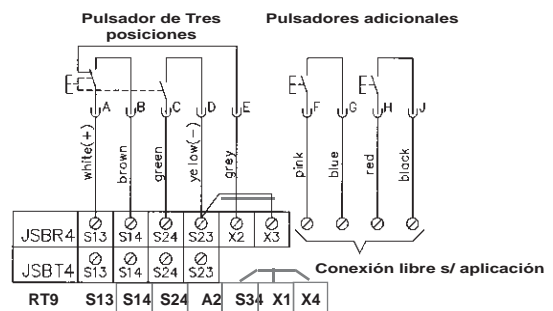 Pulsador de Tres posiciones
Pulsadores adicionales
A B C D E F G H J
white(+) brown green yelow(-) grey pink blue red black
JSBR4 S13 S14 S24 S23 X2 X3
JSBT4 S13 S14 S24 S23
Conexión libre s/ aplicación
RT9 S13 S14 S24 A2 S34 X1 X4